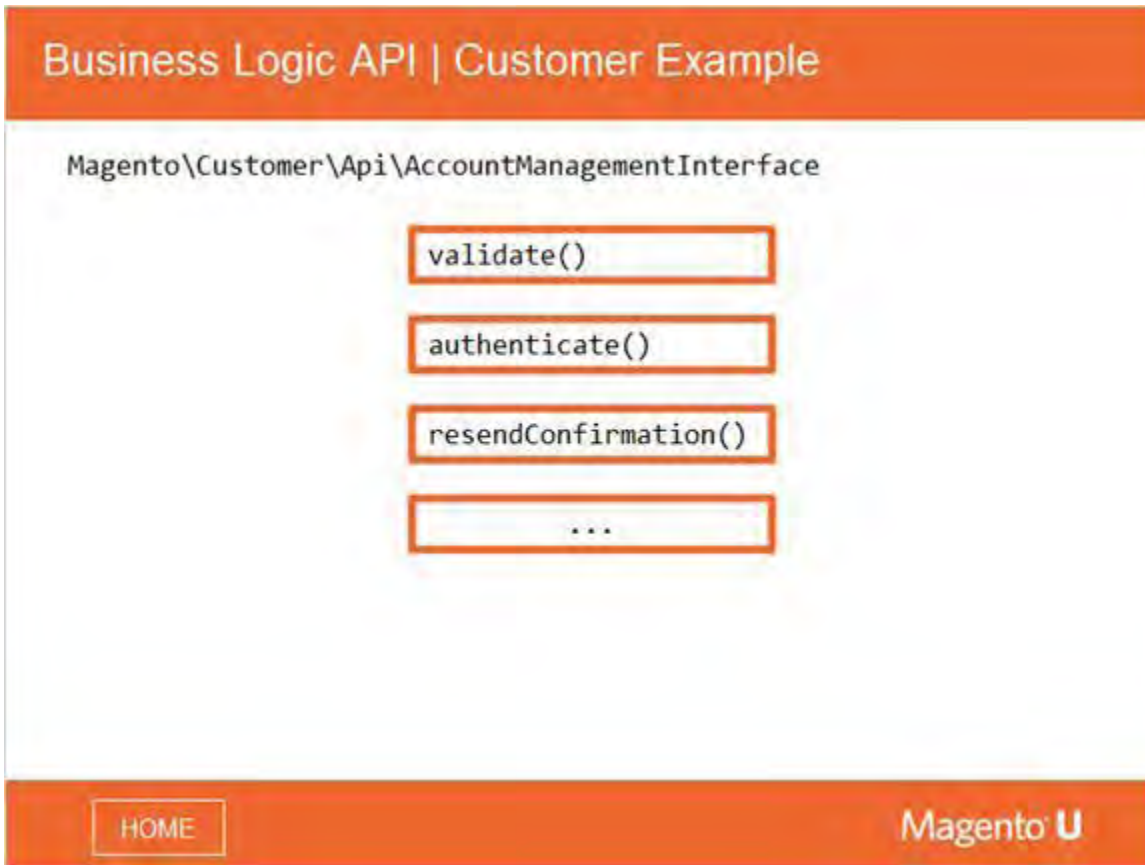 Business Logic API | Customer Example
Magento\Customer\Api\AccountManagementInterface
validate()
authenticate()
resendConfirmation()
...
HOME
Magento U